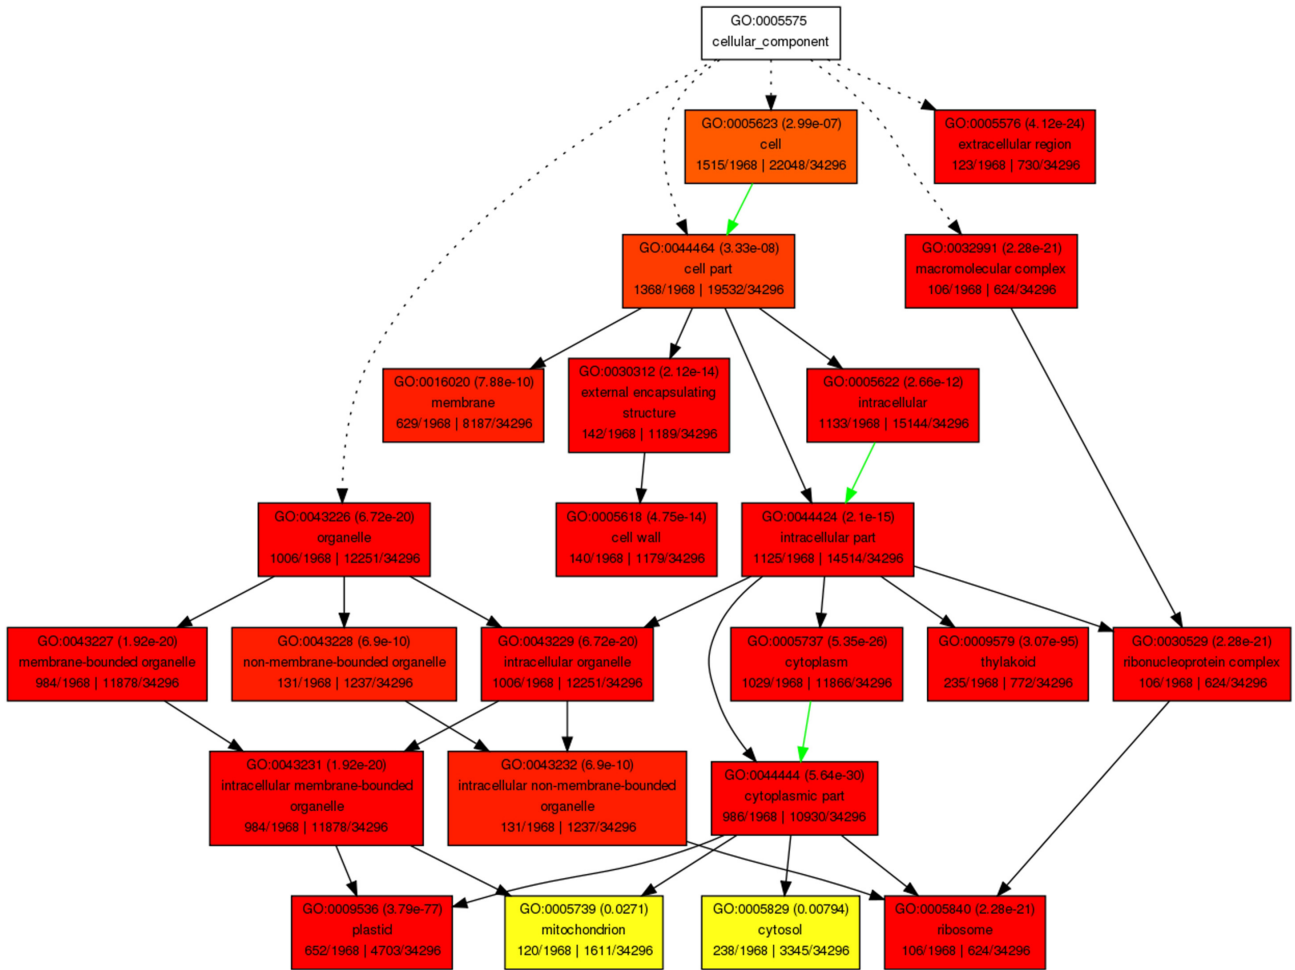 GO:0005575
cellular_component
GO:0005623 (2.99e-07)
cell
1515/1968 | 22048/34296
GO:0005576 (4.12e-24)
extracellular region
123/1968 | 730/34296
GO:0044464 (3.33e-08)
cell part
1368/1968 | 19532/34296
GO:0032991 (2.28e-21)
macromolecular complex
106/1968 | 624/34296
GO:0016020 (7.88e-10)
membrane
629/1968 | 8187/34296
GO:0030312 (2.12e-14)
external encapsulating
structure
142/1968 | 1189/34296
GO:0005622 (2.66e-12)
intracellular
1133/1968 | 15144/34296
GO:0043226 (6.72e-20)
organelle
1006/1968 | 12251/34296
GO:0005618 (4.75e-14)
cell wall
140/1968 | 1179/34296
GO:0044424 (2.1e-15)
intracellular part
1125/1968 | 14514/34296
GO:0043227 (1.92e-20)
membrane-bounded organelle
984/1968 | 11878/34296
GO:0043228 (6.9e-10)
non-membrane-bounded organelle
131/1968 | 1237/34296
GO:0043229 (6.72e-20)
intracellular organelle
1006/1968 | 12251/34296
GO:0005737 (5.35e-26)
cytoplasm
1029/1968 | 11866/34296
GO:0009579 (3.07e-95)
thylakoid
235/1968 | 772/34296
GO:0030529 (2.28e-21)
ribonucleoprotein complex
106/1968 | 624/34296
GO:0043231 (1.92e-20)
intracellular membrane-bounded
organelle
984/1968 | 11878/34296
GO:0043232 (6.9e-10)
intracellular non-membrane-bounded
organelle
131/1968 | 1237/34296
GO:0044444 (5.64e-30)
cytoplasmic part
986/1968 | 10930/34296
GO:0009536 (3.79e-77)
plastid
652/1968 | 4703/34296
GO:0005739 (0.0271)
mitochondrion
120/1968 | 1611/34296
GO:0005829 (0.00794)
cytosol
238/1968 | 3345/34296
GO:0005840 (2.28e-21)
ribosome
106/1968 | 624/34296